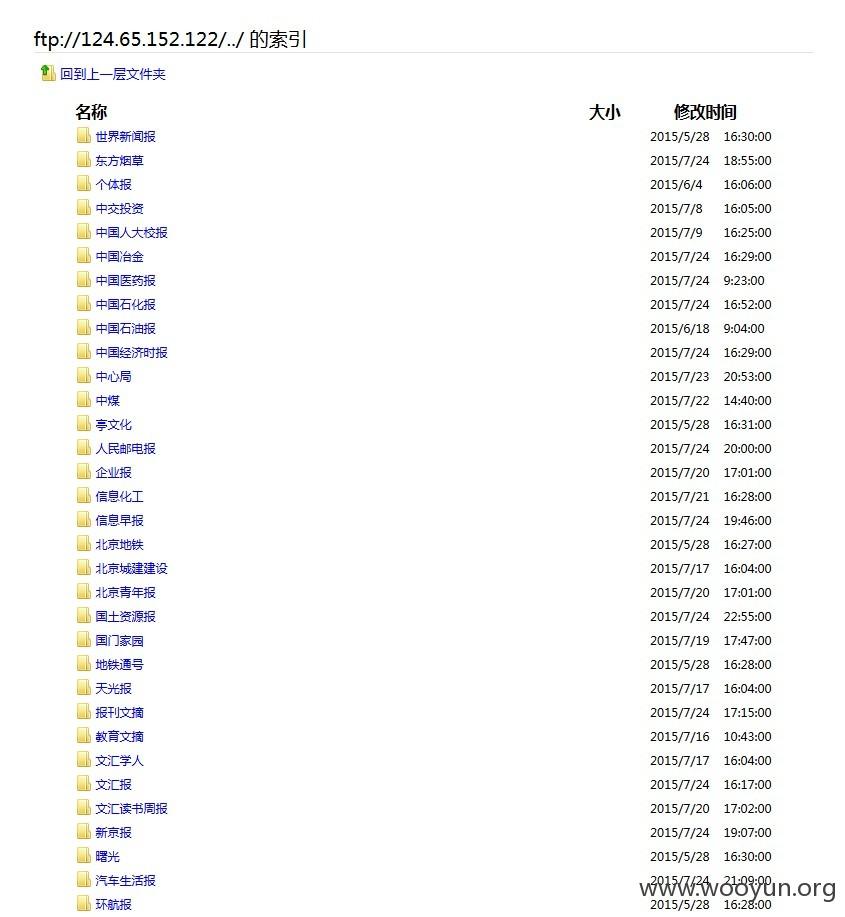 ftp://124.65.152.122/../ 的索引
回到上一层文件夹
名称 大小 修改时间
世界新闻报 2015/5/28 16:30:00
东方烟草 2015/7/24 18:55:00
个体报 2015/6/4 16:06:00
中交投资 2015/7/8 16:05:00
中国人大校报 2015/7/9 16:25:00
中国冶金 2015/7/24 16:29:00
中国医药报 2015/7/24 9:23:00
中国石化报 2015/7/24 16:52:00
中国石油报 2015/6/18 9:04:00
中国经济时报 2015/7/24 16:29:00
中心局 2015/7/23 20:53:00
中煤 2015/7/22 14:40:00
亭文化 2015/5/28 16:31:00
人民邮电报 2015/7/24 20:00:00
企业报 2015/7/20 17:01:00
信息化工 2015/7/21 16:28:00
信息早报 2015/7/24 19:46:00
北京地铁 2015/5/28 16:27:00
北京城建建设 2015/7/17 16:04:00
北京青年报 2015/7/20 17:01:00
国土资源报 2015/7/24 22:55:00
国门家园 2015/7/19 17:47:00
地铁通号 2015/5/28 16:28:00
天光报 2015/7/17 16:04:00
报刊文摘 2015/7/24 17:15:00
教育文摘 2015/7/16 10:43:00
文汇学人 2015/7/17 16:04:00
文汇报 2015/7/24 16:17:00
文汇读书周报 2015/7/20 17:02:00
新京报 2015/7/24 19:07:00
曙光 2015/5/28 16:30:00
汽车生活报 2015/7/24 21:09:00
www.wooyun.org
环航报 2015/5/28 16:28:00